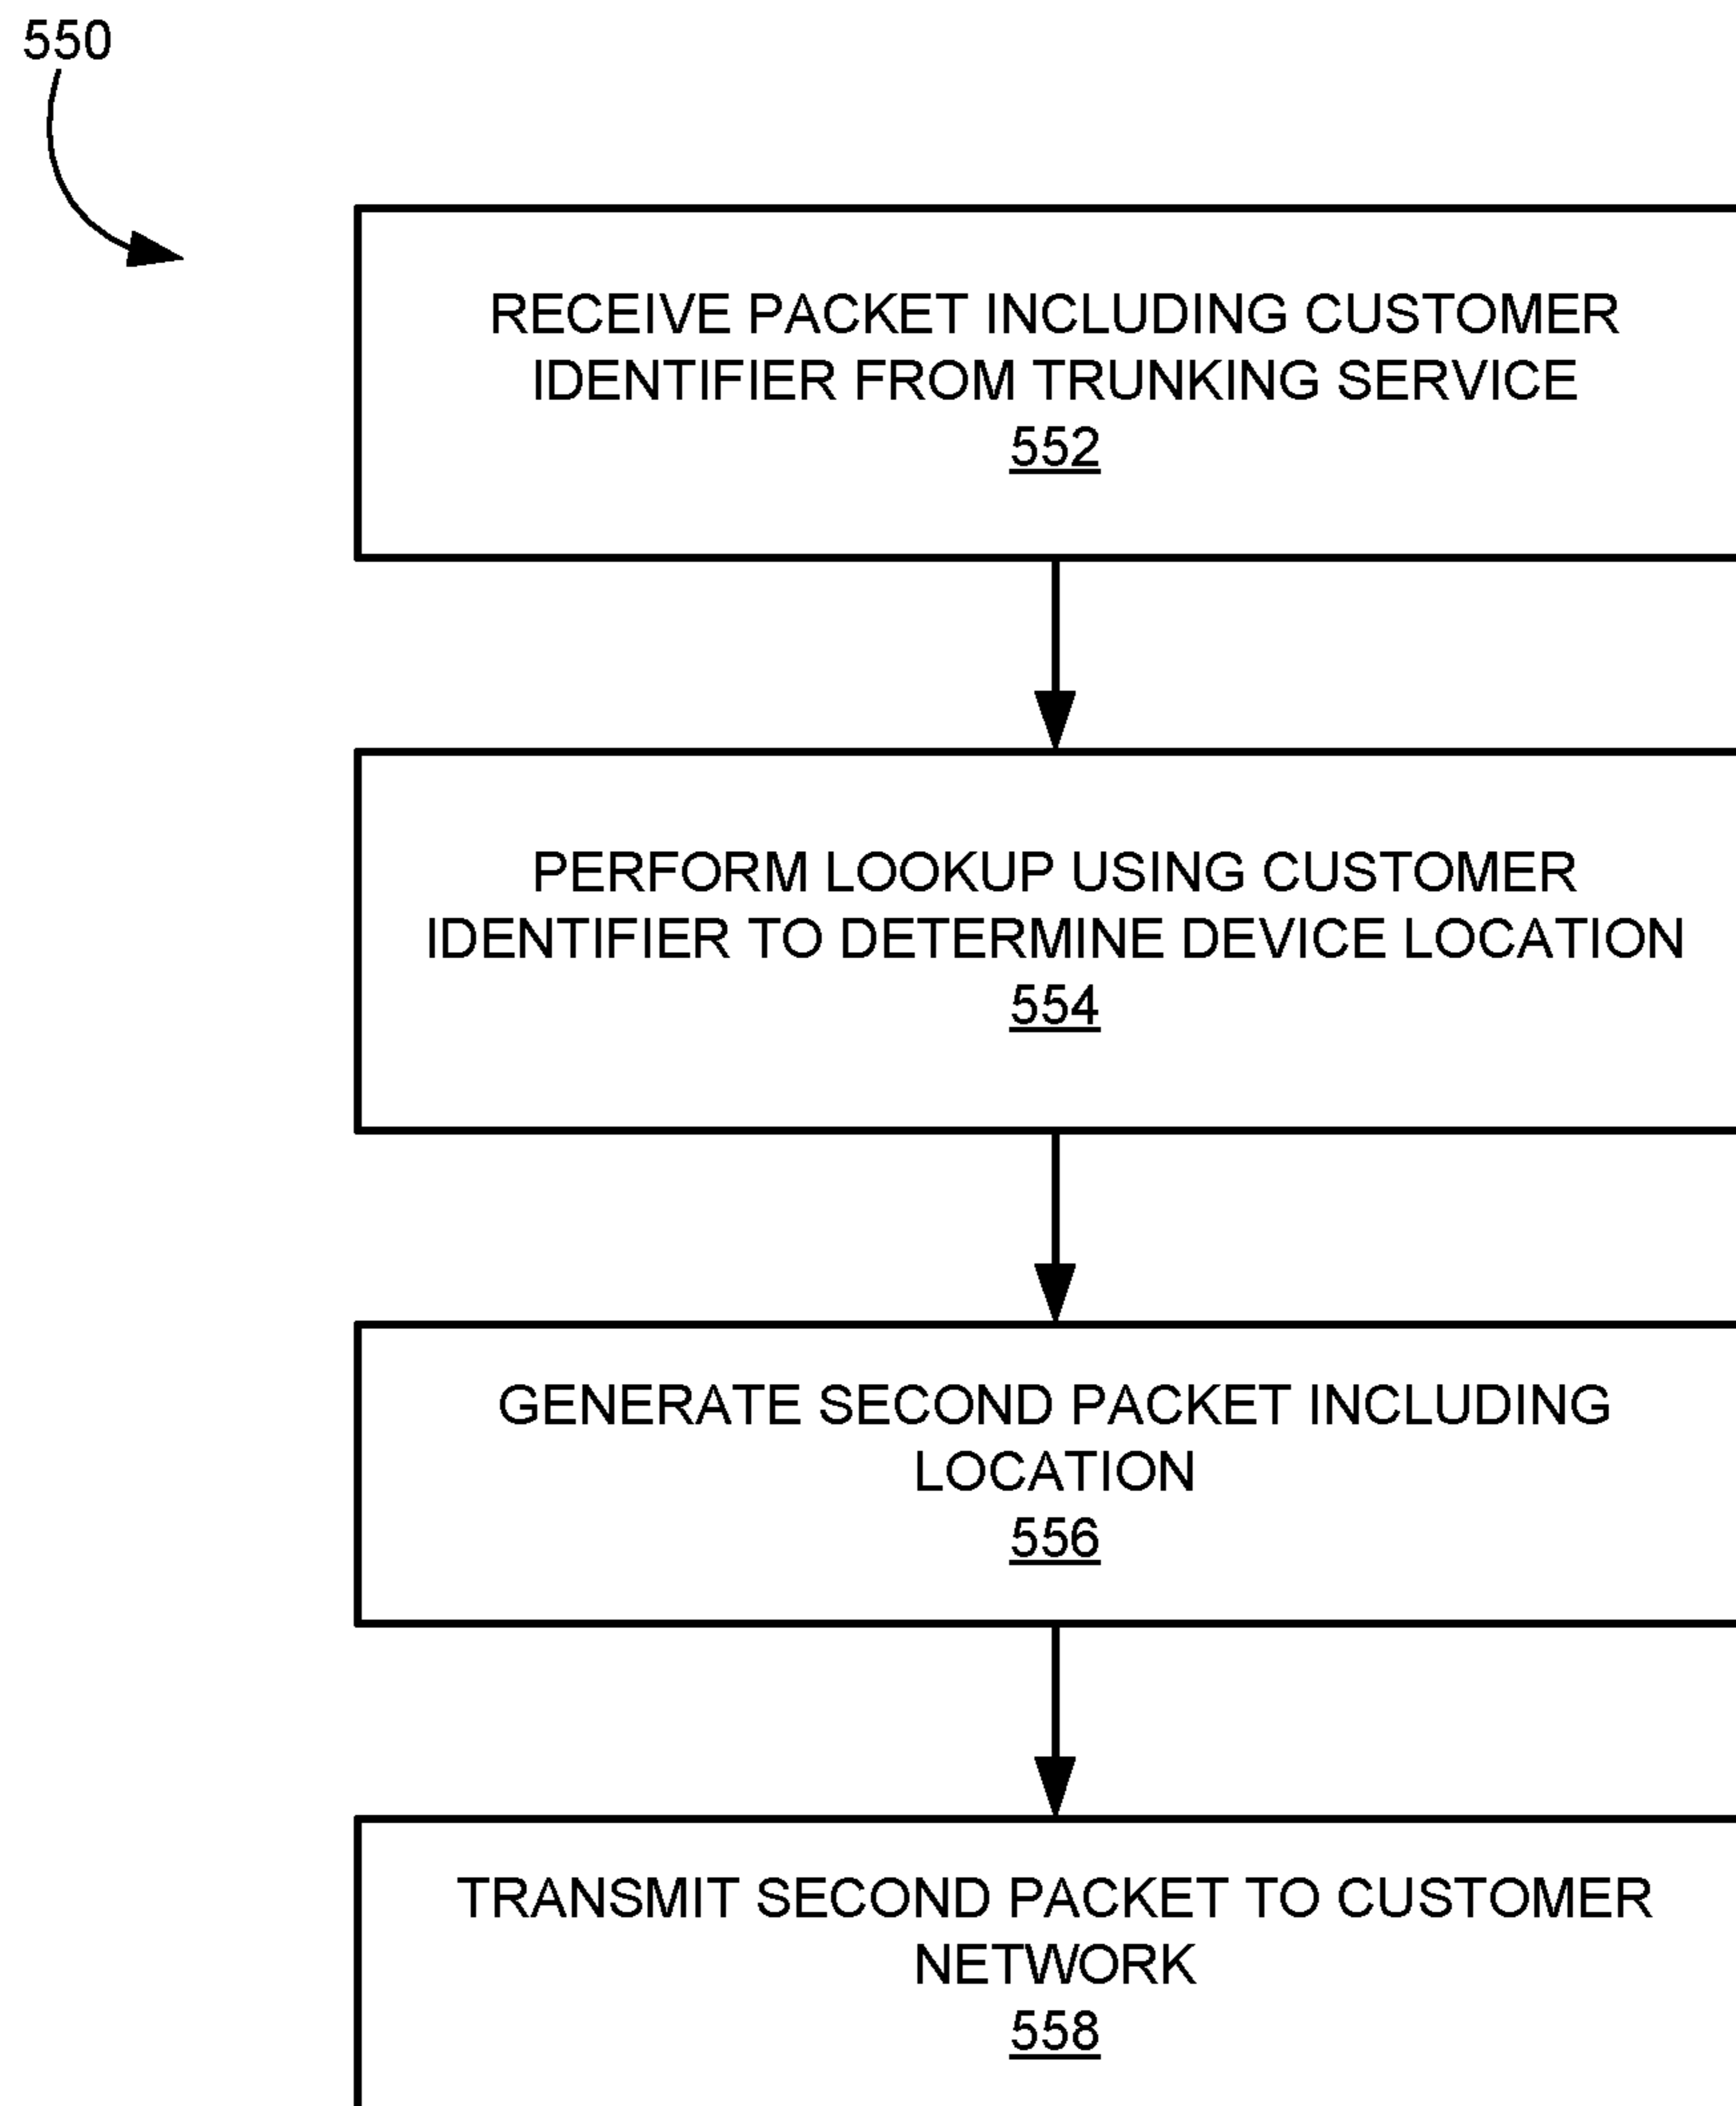 550
RECEIVE PACKET INCLUDING CUSTOMER
IDENTIFIER FROM TRUNKING SERVICE
552
PERFORM LOOKUP USING CUSTOMER
IDENTIFIER TO DETERMINE DEVICE LOCATION
554
GENERATE SECOND PACKET INCLUDING
LOCATION
556
TRANSMIT SECOND PACKET TO CUSTOMER
NETWORK
558